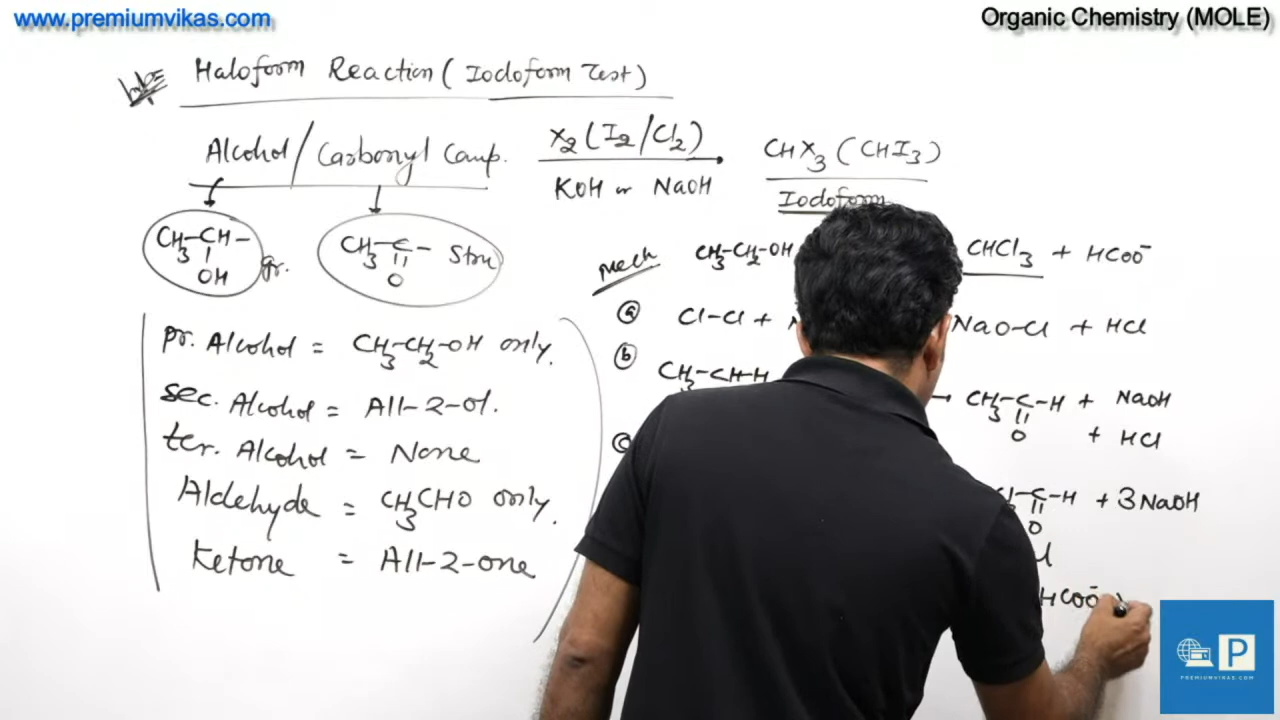 www.premiumvikas.com
Organic Chemistry (MOLE)
Haloform Reaction (Iodoform Test)
Alcohol / Carbonyl Comp.
X2 (I2/Cl2)
KOH or NaOH
CHX3 (CHI3)
Iodoform
CH3-CH-
OH
gr.
CH3-C-
O
Stru
pr. Alcohol = CH3-CH2-OH only.
sec. Alcohol = All-2-ol.
ter. Alcohol = None
Aldehyde = CH3CHO only.
Ketone = All-2-one
Mech
CH3-CH2-OH
CHCl3 + HCOO-
(a) Cl-Cl +
NaO-Cl + HCl
(b) CH3-CH-H
CH3-C-H + NaOH
O
+ HCl
(c)
-C-H + 3NaOH
O
HCOO-
P
PREMIUMVIKAS.COM